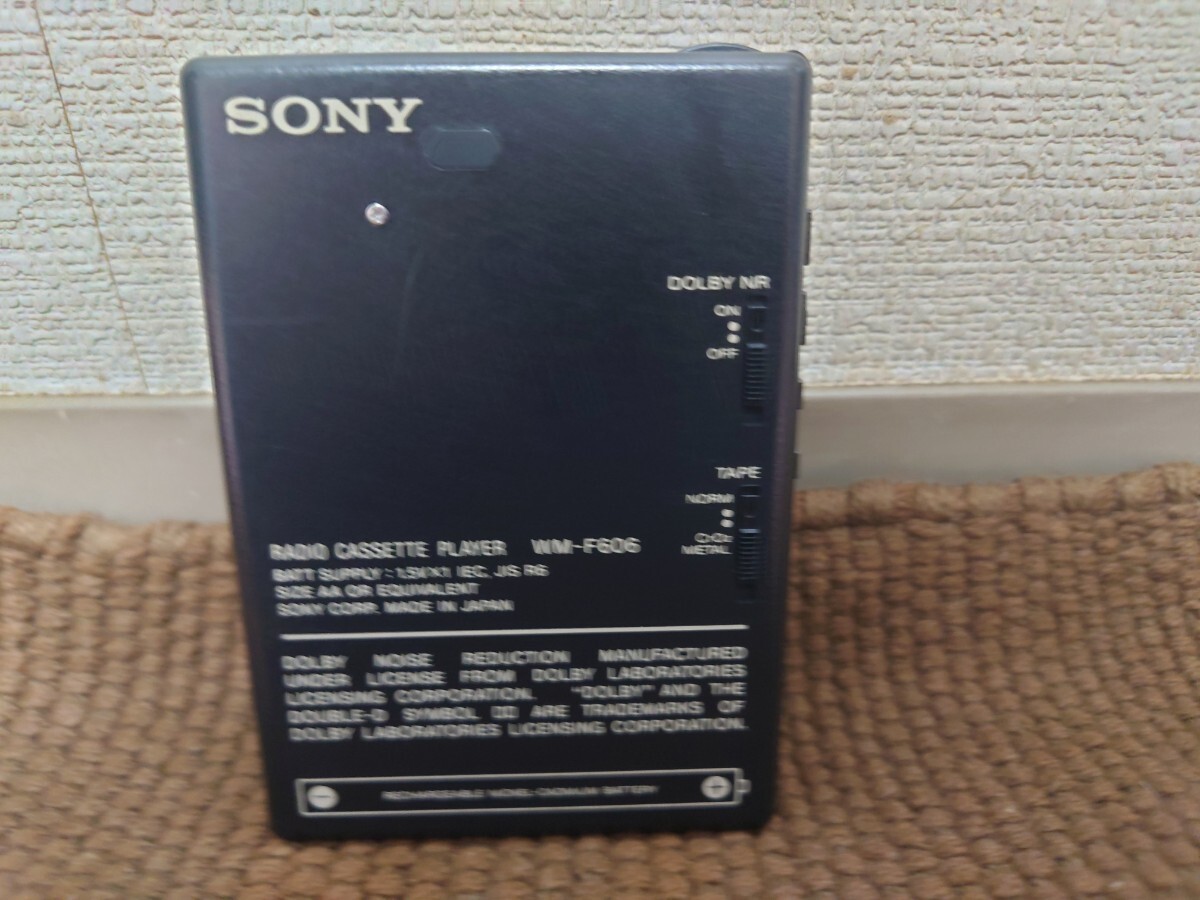 SONY
DOLBY NR
ON
OFF
TAPE
NORM
CrO2
METAL
RADIO CASSETTE PLAYER WM-F606
BATT SUPPLY : 1.5V×1 IEC, JIS R6
SIZE AA OR EQUIVALENT
SONY CORP. MADE IN JAPAN
DOLBY NOISE REDUCTION MANUFACTURED
UNDER LICENSE FROM DOLBY LABORATORIES
LICENSING CORPORATION. "DOLBY" AND THE
DOUBLE-D SYMBOL ARE TRADEMARKS OF
DOLBY LABORATORIES LICENSING CORPORATION.
RECHARGEABLE NICKEL-CADMIUM BATTERY